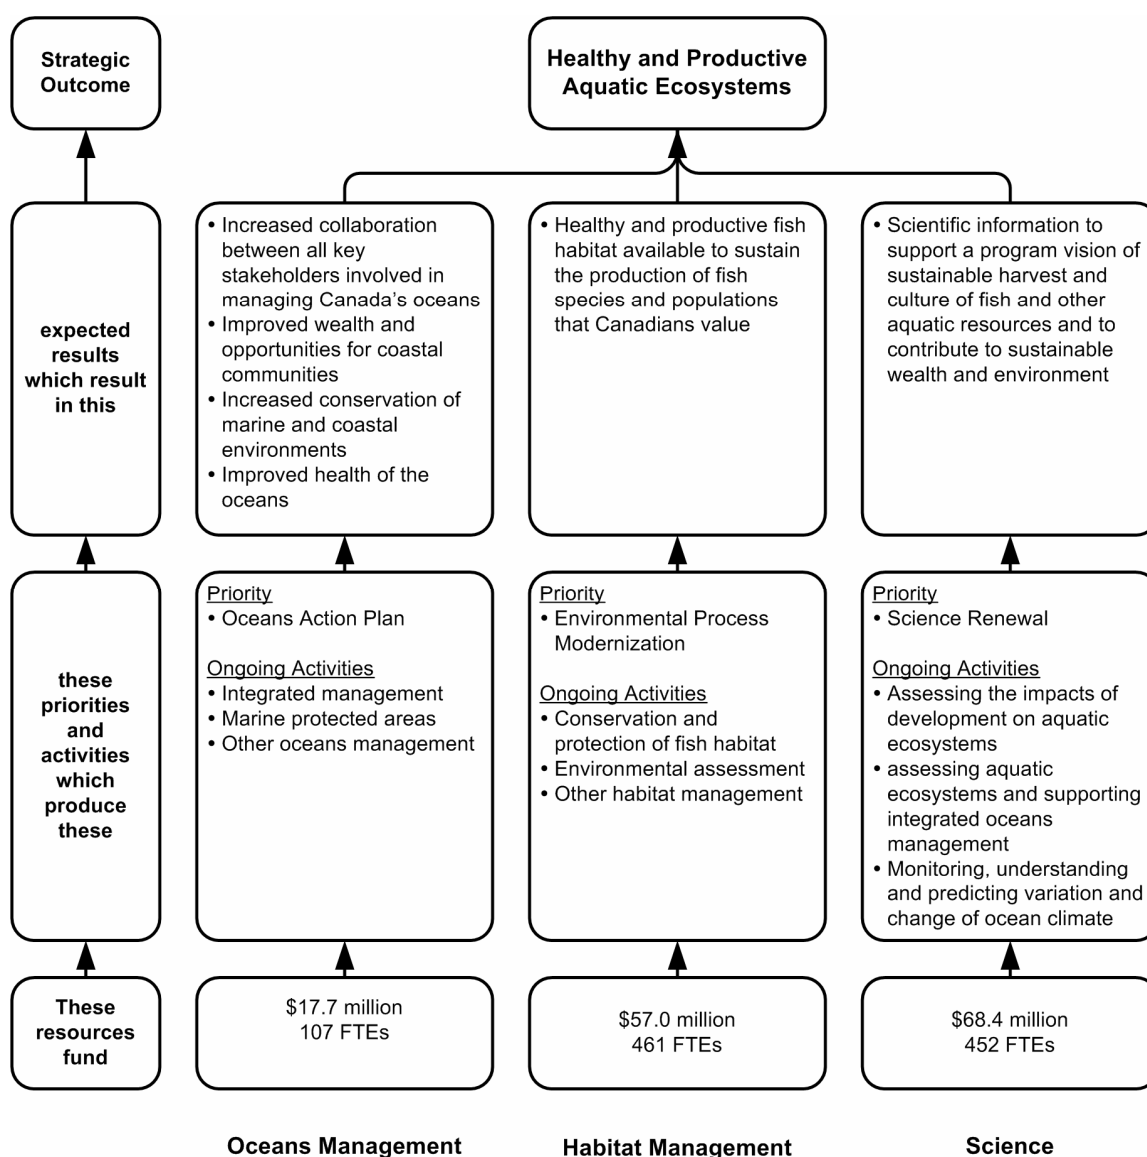 Strategic
Outcome
Healthy and Productive
Aquatic Ecosystems
expected
results
which result
in this
• Increased collaboration
between all key
stakeholders involved in
managing Canada's oceans
• Improved wealth and
opportunities for coastal
communities
• Increased conservation of
marine and coastal
environments
• Improved health of the
oceans
• Healthy and productive fish
habitat available to sustain
the production of fish
species and populations
that Canadians value
• Scientific information to
support a program vision of
sustainable harvest and
culture of fish and other
aquatic resources and to
contribute to sustainable
wealth and environment
these
priorities
and
activities
which
produce
these
Priority
• Oceans Action Plan
Ongoing Activities
• Integrated management
• Marine protected areas
• Other oceans management
Priority
• Environmental Process
Modernization
Ongoing Activities
• Conservation and
protection of fish habitat
• Environmental assessment
• Other habitat management
Priority
• Science Renewal
Ongoing Activities
• Assessing the impacts of
development on aquatic
ecosystems
• assessing aquatic
ecosystems and supporting
integrated oceans
management
• Monitoring, understanding
and predicting variation and
change of ocean climate
These
resources
fund
$17.7 million
107 FTEs
$57.0 million
461 FTEs
$68.4 million
452 FTEs
Oceans Management
Habitat Management
Science